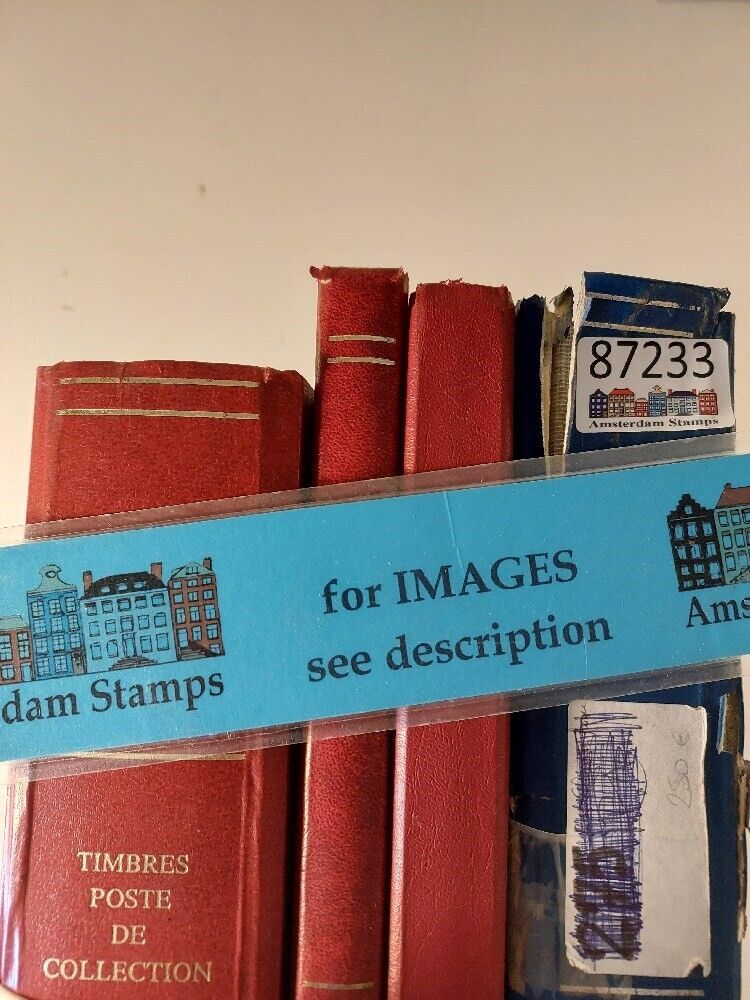 87233
Amsterdam Stamps
for IMAGES
see description
dam Stamps
Ams
TIMBRES
POSTE
DE
COLLECTION